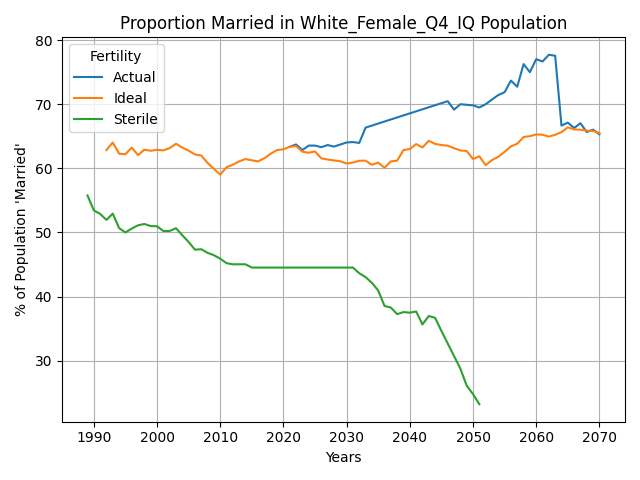 Proportion Married in White_Female_Q4_IQ Population
% of Population 'Married'
80
70
60
50
40
30
Fertility
Actual
Ideal
Sterile
1990 2000 2010 2020 2030 2040 2050 2060 2070
Years